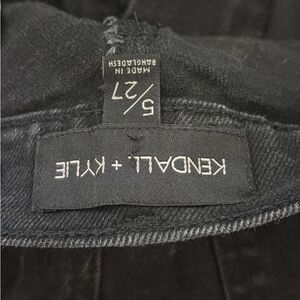 KENDALL. + KYLIE
5/27
MADE IN
BANGLADESH